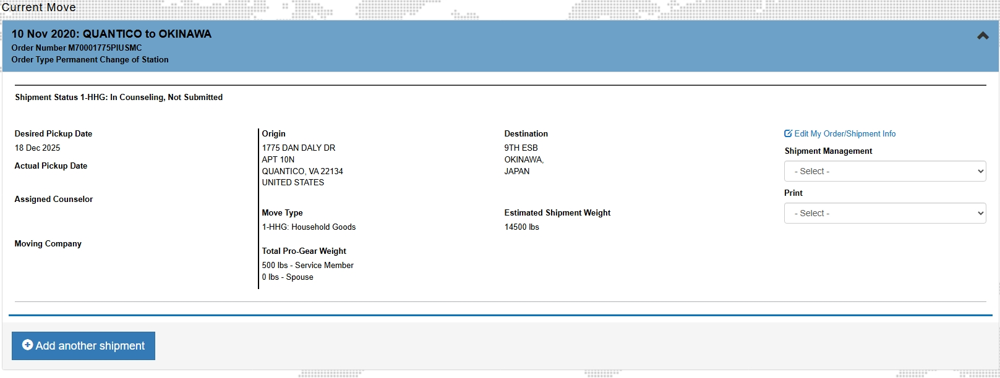 Current Move
10 Nov 2020: QUANTICO to OKINAWA
Order Number M70001775PIUSMC
Order Type Permanent Change of Station
Shipment Status 1-HHG: In Counseling, Not Submitted
Desired Pickup Date
18 Dec 2025
Actual Pickup Date
Assigned Counselor
Moving Company
Origin
1775 DAN DALY DR
APT 10N
QUANTICO, VA 22134
UNITED STATES
Move Type
1-HHG: Household Goods
Total Pro-Gear Weight
500 lbs - Service Member
0 lbs - Spouse
Destination
9TH ESB
OKINAWA,
JAPAN
Estimated Shipment Weight
14500 lbs
Edit My Order/Shipment Info
Shipment Management
- Select -
Print
- Select -
Add another shipment